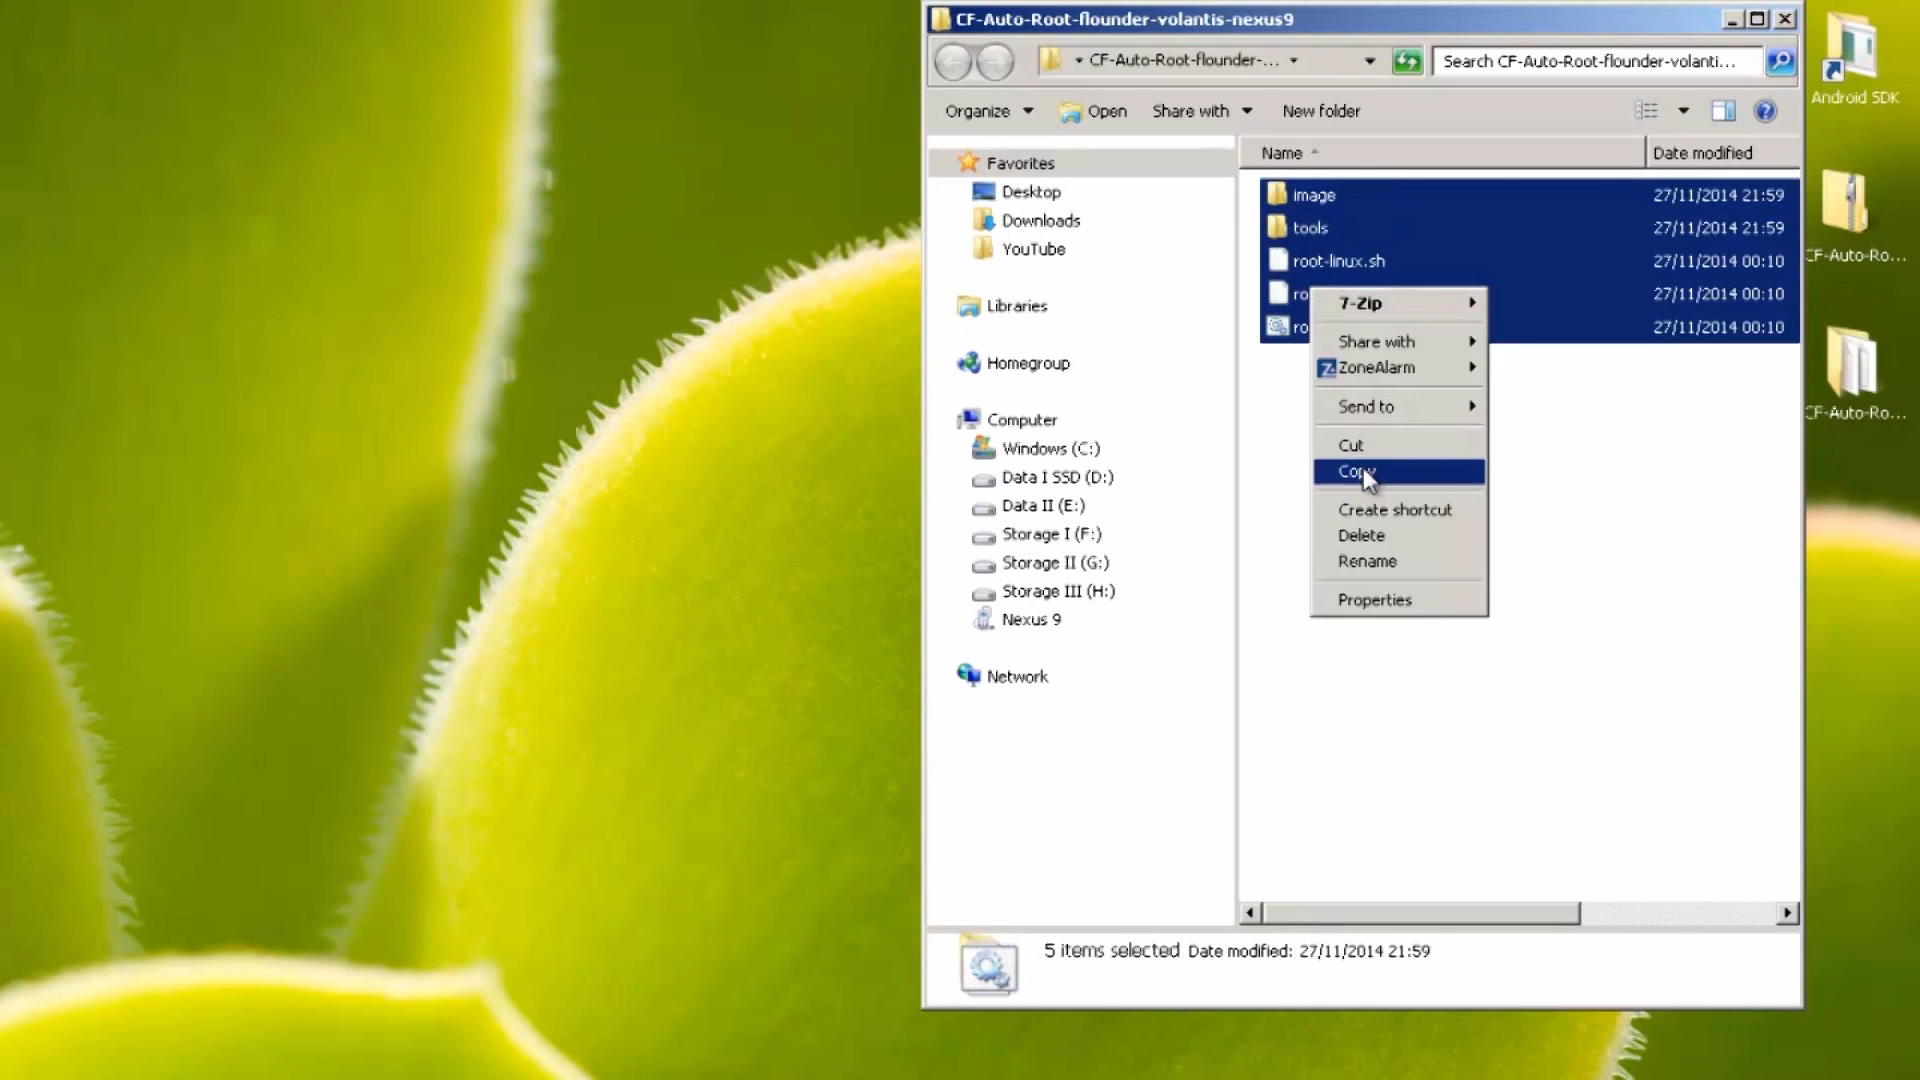 CF-Auto-Root-flounder-volantis-nexus9
CF-Auto-Root-flounder-...
Search CF-Auto-Root-flounder-volanti...
Organize
Open
Share with
New folder
Name
Date modified
Favorites
Desktop
Downloads
YouTube
Libraries
Homegroup
Computer
Windows (C:)
Data I SSD (D:)
Data II (E:)
Storage I (F:)
Storage II (G:)
Storage III (H:)
Nexus 9
Network
image 27/11/2014 21:59
tools 27/11/2014 21:59
root-linux.sh 27/11/2014 00:10
ro 27/11/2014 00:10
ro 27/11/2014 00:10
7-Zip
Share with
ZoneAlarm
Send to
Cut
Copy
Create shortcut
Delete
Rename
Properties
5 items selected Date modified: 27/11/2014 21:59
Android SDK
CF-Auto-Ro...
CF-Auto-Ro...